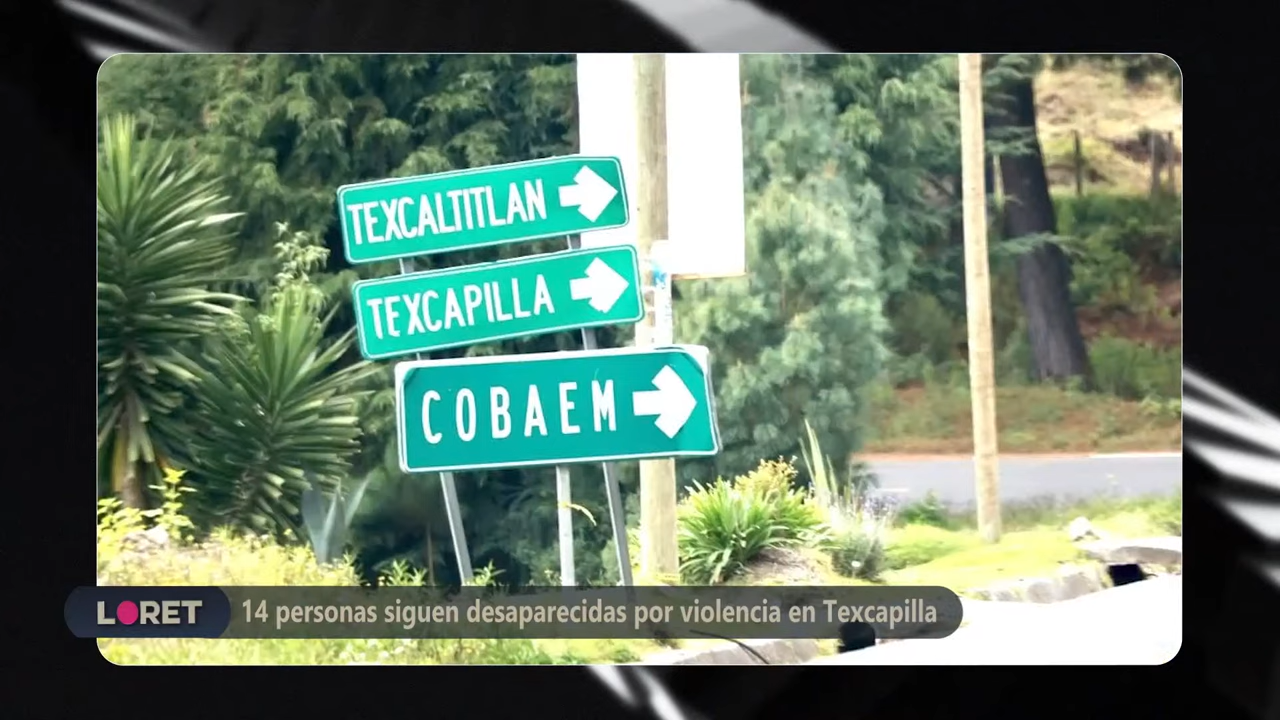 TEXCALTITLAN
TEXCAPILLA
COBAEM
LORET
14 personas siguen desaparecidas por violencia en Texcapilla